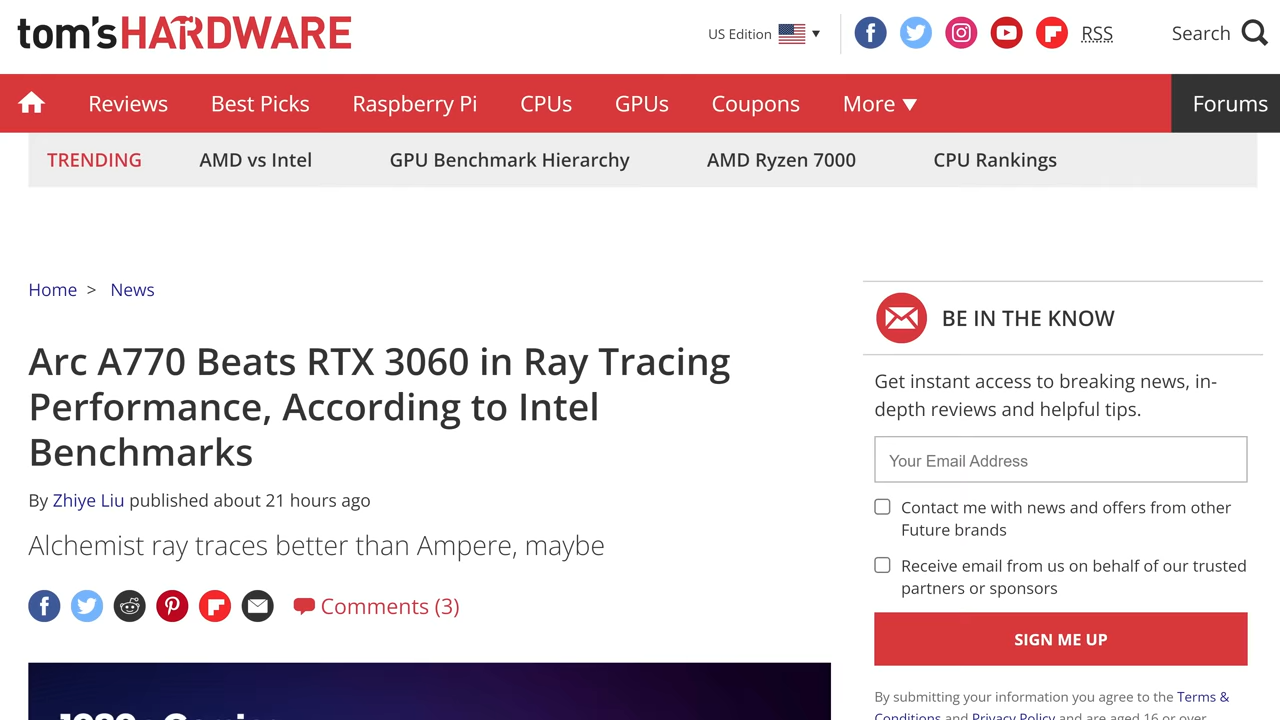 tom'sHARDWARE
US Edition
RSS
Search
Reviews
Best Picks
Raspberry Pi
CPUs
GPUs
Coupons
More
Forums
TRENDING
AMD vs Intel
GPU Benchmark Hierarchy
AMD Ryzen 7000
CPU Rankings
Home > News
Arc A770 Beats RTX 3060 in Ray Tracing
Performance, According to Intel
Benchmarks
By Zhiye Liu published about 21 hours ago
Alchemist ray traces better than Ampere, maybe
Comments (3)
BE IN THE KNOW
Get instant access to breaking news, in-
depth reviews and helpful tips.
Your Email Address
Contact me with news and offers from other
Future brands
Receive email from us on behalf of our trusted
partners or sponsors
SIGN ME UP
By submitting your information you agree to the Terms &
Conditions and Privacy Policy and are aged 16 or over.